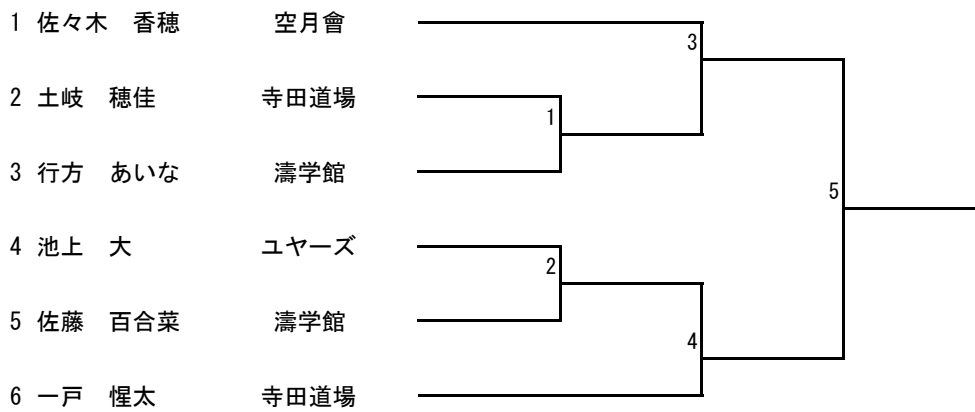 1 佐々木　香穂 空月會
3
2 土岐　穂佳 寺田道場
1
3 行方　あいな 濤学館
5
4 池上　大 ユヤーズ
2
5 佐藤　百合菜 濤学館
4
6 一戸　惺太 寺田道場